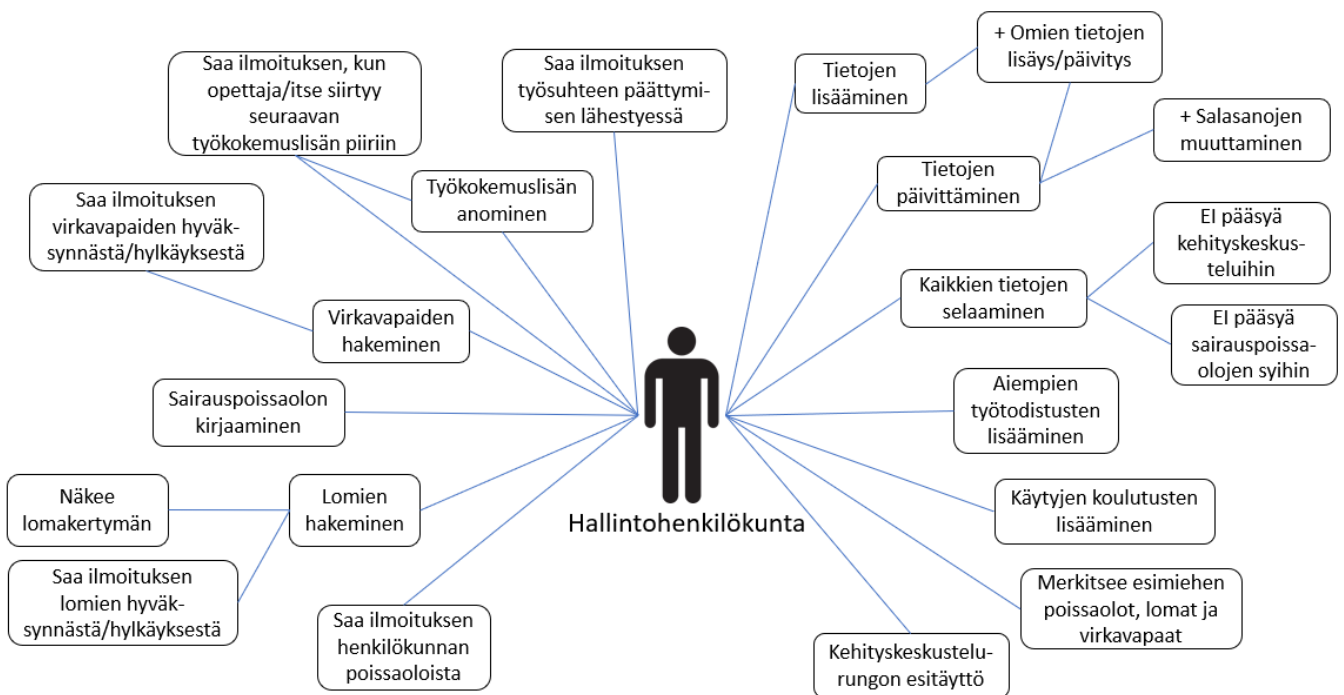 Saa ilmoituksen, kun
opettaja/itse siirtyy
seuraavan
työkokemuslisän piiriin
Saa ilmoituksen
työsuhteen päättymi-
sen lähestyessä
Tietojen
lisääminen
+ Omien tietojen
lisäys/päivitys
+ Salasanojen
muuttaminen
Työkokemuslisän
anominen
Tietojen
päivittäminen
Saa ilmoituksen
virkavapaiden hyväk-
synnästä/hylkäyksestä
EI pääsyä
kehityskeskus-
teluihin
Virkavapaiden
hakeminen
Kaikkien tietojen
selaaminen
EI pääsyä
sairauspoissa-
olojen syihin
Sairauspoissaolon
kirjaaminen
Aiempien
työtodistusten
lisääminen
Näkee
lomakertymän
Lomien
hakeminen
Hallintohenkilökunta
Käytyjen koulutusten
lisääminen
Saa ilmoituksen
lomien hyväk-
synnästä/hylkäyksestä
Saa ilmoituksen
henkilökunnan
poissaoloista
Merkitsee esimiehen
poissaolot, lomat ja
virkavapaat
Kehityskeskustelu-
rungon esitäyttö